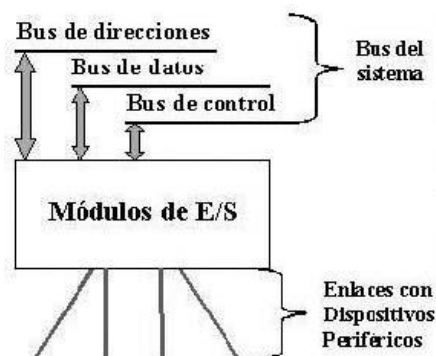 Bus de direcciones
Bus de datos
Bus de control
Bus del
sistema
Módulos de E/S
Enlaces con
Dispositivos
Periféricos